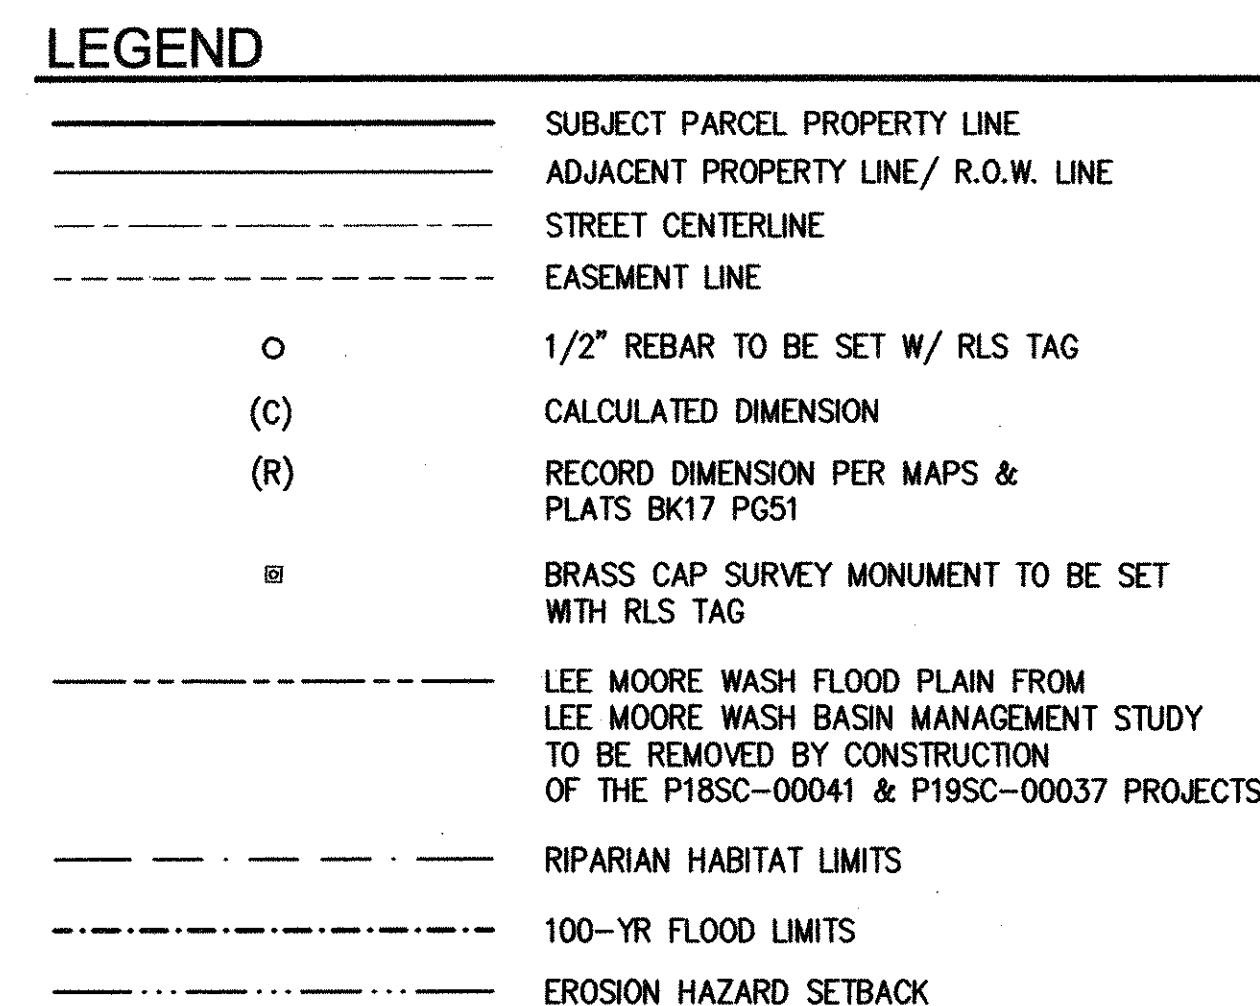 LEGEND
SUBJECT PARCEL PROPERTY LINE
ADJACENT PROPERTY LINE/ R.O.W. LINE
STREET CENTERLINE
EASEMENT LINE
1/2" REBAR TO BE SET W/ RLS TAG
(C) CALCULATED DIMENSION
(R) RECORD DIMENSION PER MAPS &
PLATS BK17 PG51
BRASS CAP SURVEY MONUMENT TO BE SET
WITH RLS TAG
LEE MOORE WASH FLOOD PLAIN FROM
LEE MOORE WASH BASIN MANAGEMENT STUDY
TO BE REMOVED BY CONSTRUCTION
OF THE P18SC-00041 & P19SC-00037 PROJECTS
RIPARIAN HABITAT LIMITS
100-YR FLOOD LIMITS
EROSION HAZARD SETBACK